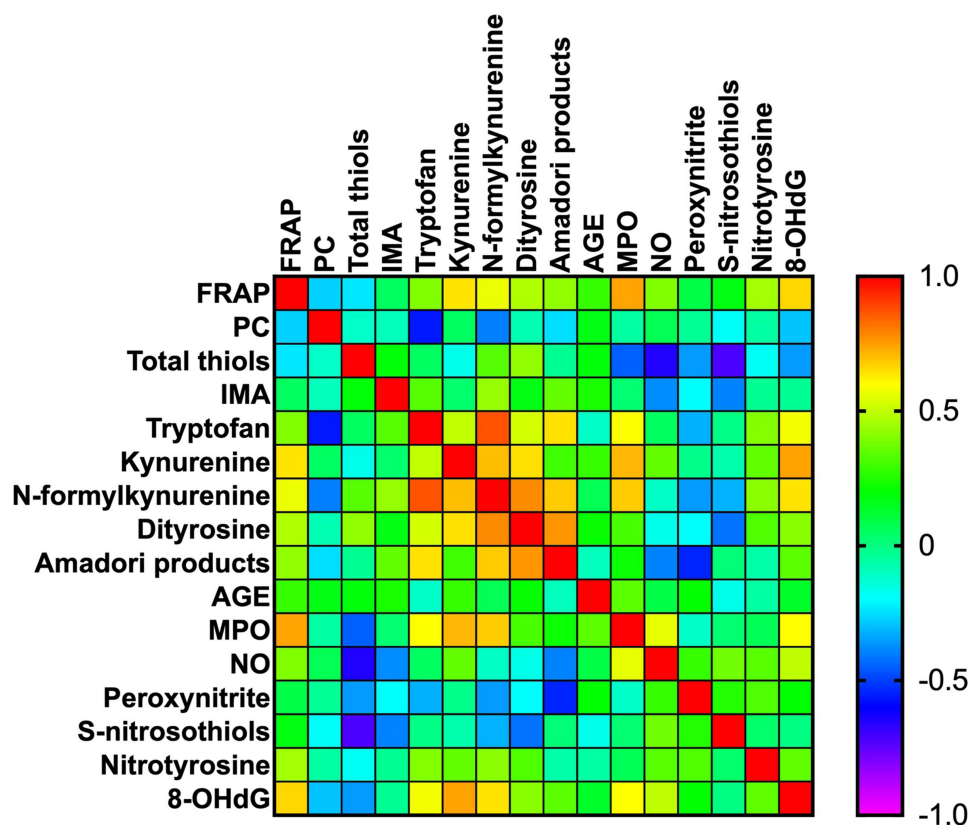 FRAP
PC
Total thiols
IMA
Tryptofan
Kynurenine
N-formylkynurenine
Dityrosine
Amadori products
AGE
MPO
NO
Peroxynitrite
S-nitrosothiols
Nitrotyrosine
8-OHdG
FRAP
PC
Total thiols
IMA
Tryptofan
Kynurenine
N-formylkynurenine
Dityrosine
Amadori products
AGE
MPO
NO
Peroxynitrite
S-nitrosothiols
Nitrotyrosine
8-OHdG
1.0
0.5
0
-0.5
-1.0